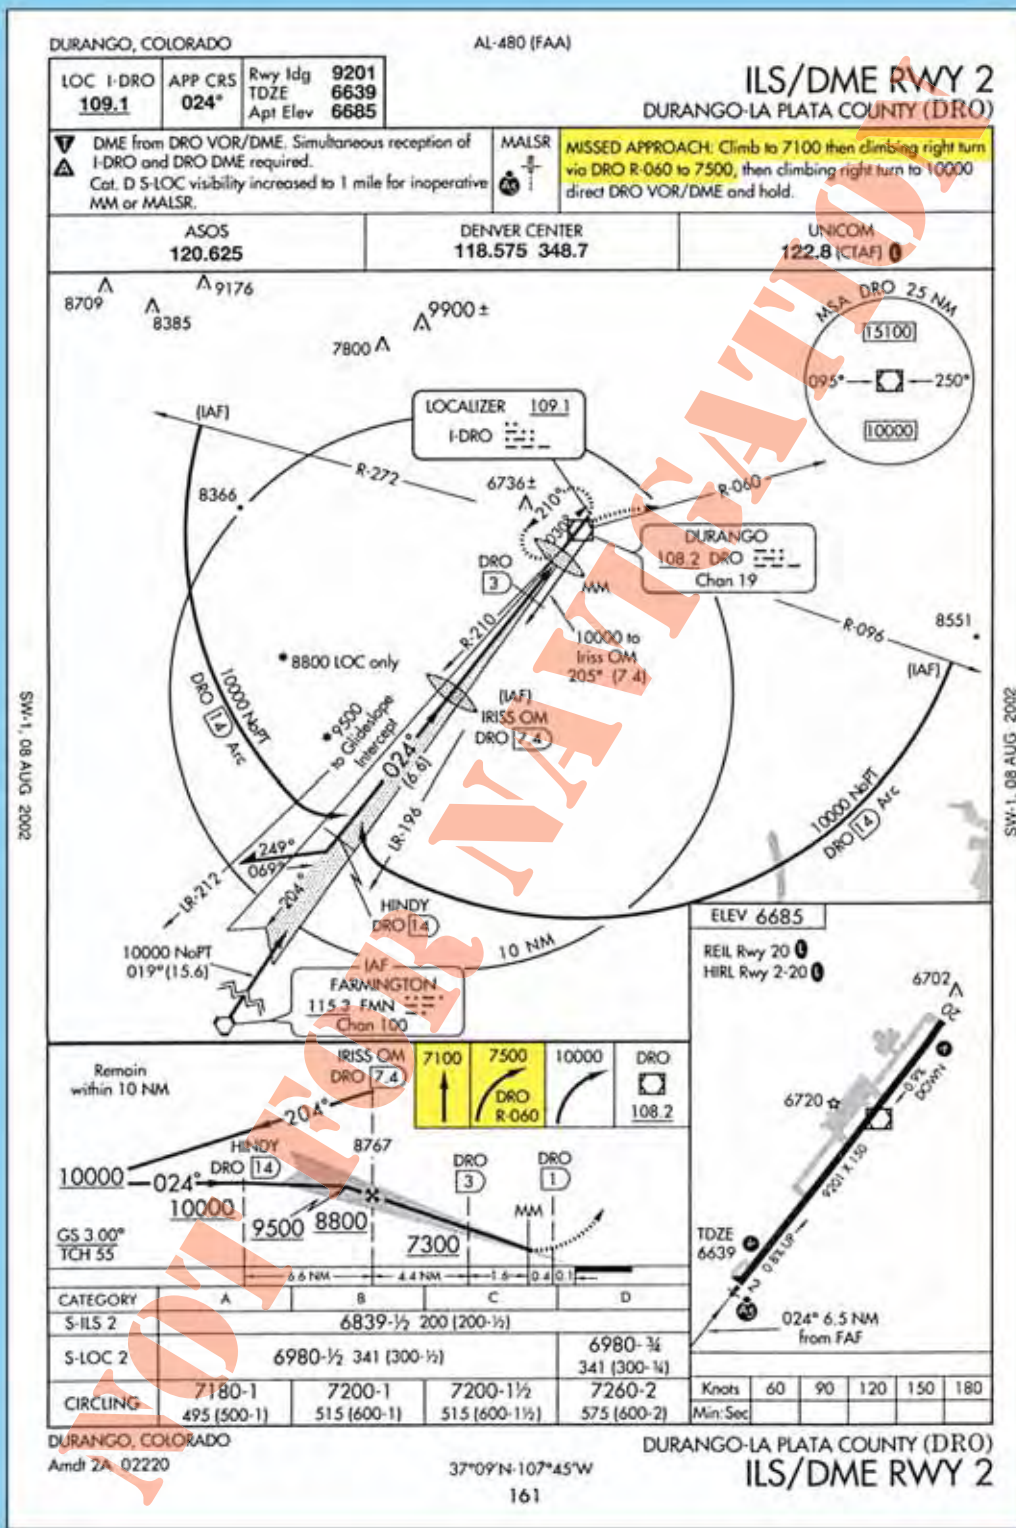 DURANGO, COLORADO
AL-480 (FAA)
LOC I-DRO
109.1
APP CRS
024°
Rwy ldg 9201
TDZE 6639
Apt Elev 6685
ILS/DME RWY 2
DURANGO-LA PLATA COUNTY (DRO)
T
A
DME from DRO VOR/DME. Simultaneous reception of
I-DRO and DRO DME required.
Cat. D S-LOC visibility increased to 1 mile for inoperative
MM or MALSR.
MALSR
A5
MISSED APPROACH: Climb to 7100 then climbing right turn
via DRO R-060 to 7500, then climbing right turn to 10000
direct DRO VOR/DME and hold.
ASOS
120.625
DENVER CENTER
118.575 348.7
UNICOM
122.8 (CTAF) L
8709
8385
9176
9900 ±
7800
MSA DRO 25 NM
15100
095°
250°
10000
LOCALIZER 109.1
I-DRO
(IAF)
R-272
8366
6736±
210°
030°
R-060
DURANGO
108.2 DRO
Chan 19
DRO
3
MM
R-210
10000 to
Iriss OM
205° (7.4)
R-096
8551
(IAF)
8800 LOC only
(IAF)
IRISS OM
DRO 7.4
10000 NoPT
DRO 14 Arc
9500
to Glideslope
Intercept
024°
(6.6)
LR-196
10000 NoPT
DRO 14 Arc
249°
069°
LR-212
204°
HINDY
DRO 14
10 NM
10000 NoPT
019° (15.6)
IAF
FARMINGTON
115.3 FMN
Chan 100
SW-1, 08 AUG 2002
SW-1, 08 AUG 2002
ELEV 6685
REIL Rwy 20 L
HIRL Rwy 2-20 L
6702
20
0.9%
DOWN
6720
9201 X 150
TDZE
6639
0.8% UP
2
A5
024° 6.5 NM
from FAF
Remain
within 10 NM
IRISS OM
DRO 7.4
7100
7500
DRO
R-060
10000
DRO
108.2
204°
8767
HINDY
DRO 14
DRO
3
DRO
1
10000
024°
10000
9500
8800
7300
MM
GS 3.00°
TCH 55
6.6 NM
4.4 NM
1.6
0.4
0.1
CATEGORY A B C D
S-ILS 2 6839-½ 200 (200-½)
S-LOC 2 6980-½ 341 (300-½) 6980-¾
341 (300-¾)
CIRCLING 7180-1 7200-1 7200-1½ 7260-2
495 (500-1) 515 (600-1) 515 (600-1½) 575 (600-2)
Knots 60 90 120 150 180
Min:Sec
DURANGO, COLORADO
Amdt 2A 02220
37°09'N-107°45'W
161
DURANGO-LA PLATA COUNTY (DRO)
ILS/DME RWY 2
NOT FOR NAVIGATION